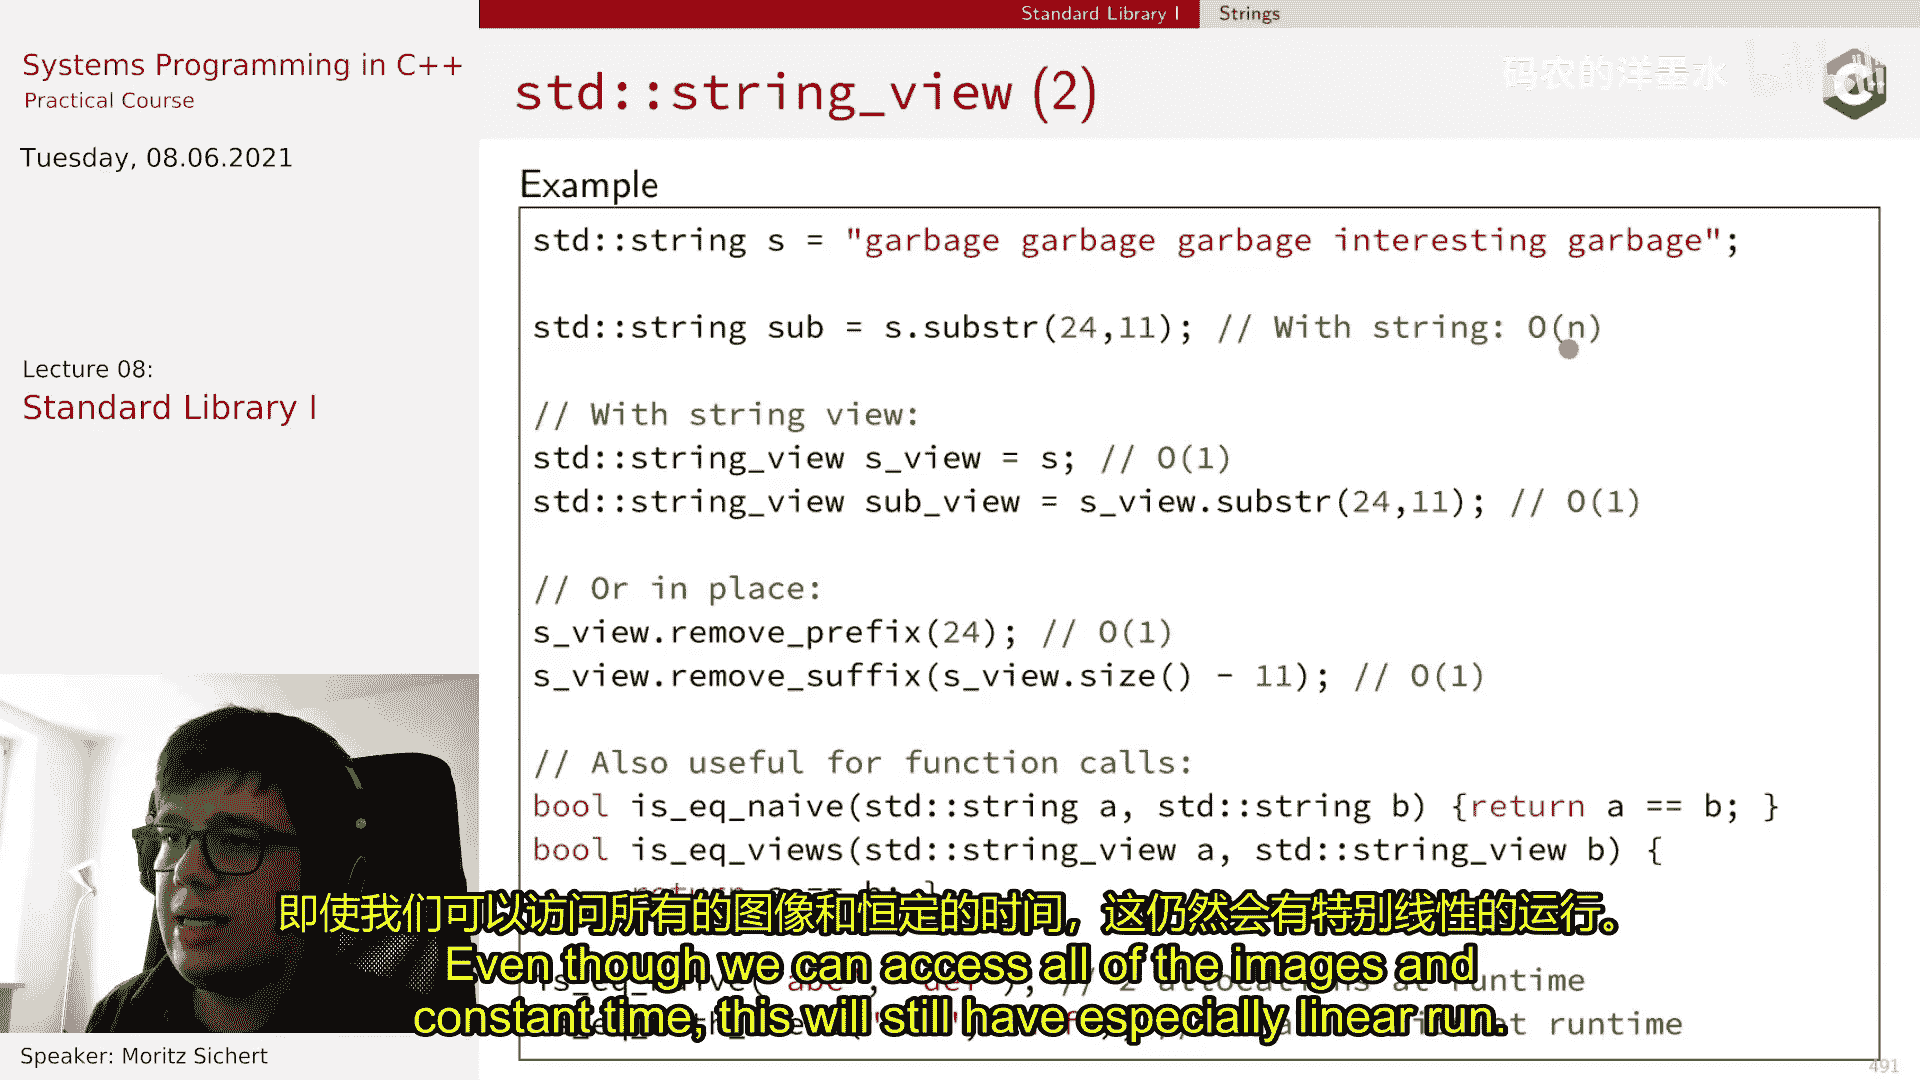 Standard Library I
Strings
Systems Programming in C++
Practical Course
Tuesday, 08.06.2021
Lecture 08:
Standard Library I
std::string_view (2)
码农的洋墨水
Example
std::string s = "garbage garbage garbage interesting garbage";
std::string sub = s.substr(24,11); // With string: O(n)
// With string view:
std::string_view s_view = s; // O(1)
std::string_view sub_view = s_view.substr(24,11); // O(1)
// Or in place:
s_view.remove_prefix(24); // O(1)
s_view.remove_suffix(s_view.size() - 11); // O(1)
// Also useful for function calls:
bool is_eq_naive(std::string a, std::string b) {return a == b; }
bool is_eq_views(std::string_view a, std::string_view b) {
即使我们可以访问所有的图像和恒定的时间，这仍然会有特别线性的运行。
Even though we can access all of the images and
constant time, this will still have especially linear run.
runtime
runtime
Speaker: Moritz Sichert
491